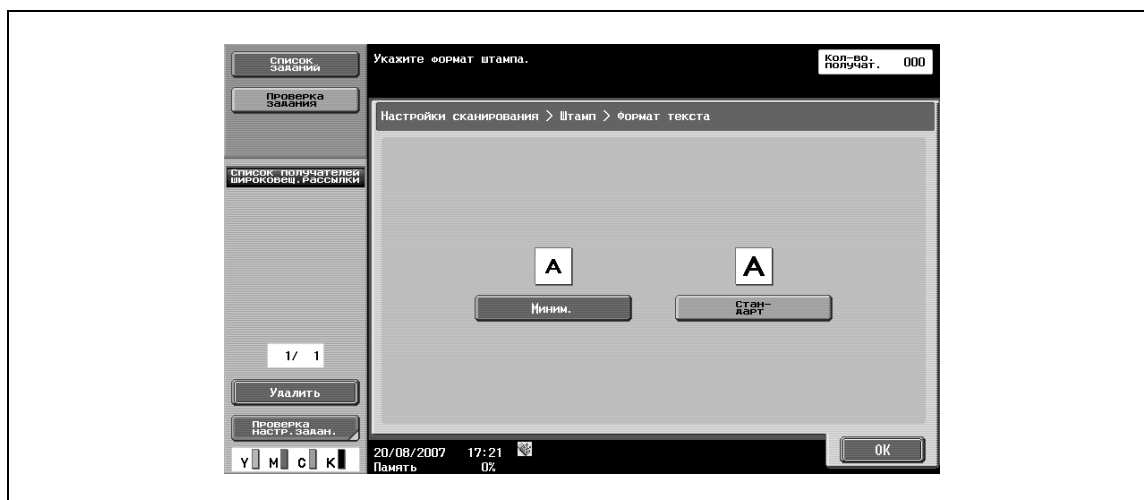 Список
заданий
Укажите формат штампа.
Кол-во.
получат.
000
Проверка
задания
Настройки сканирования > Штамп > Формат текста
Список получателей
широковещ.рассылки
A
A
Миним.
Стан-
дарт
1/ 1
Удалить
Проверка
настр.задан.
OK
Y M C K
20/08/2007 17:21
Память 0%